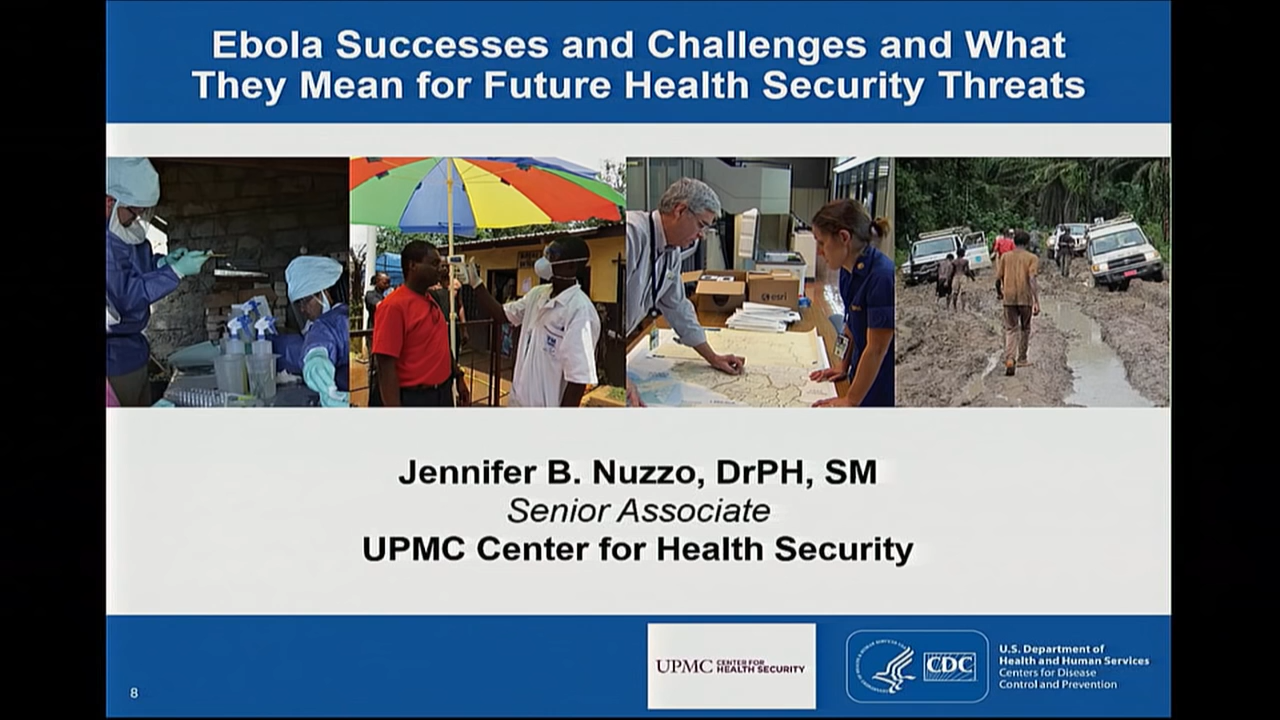 Ebola Successes and Challenges and What
They Mean for Future Health Security Threats
esri
Jennifer B. Nuzzo, DrPH, SM
Senior Associate
UPMC Center for Health Security
8
UPMC CENTER FOR
HEALTH SECURITY
CDC
U.S. Department of
Health and Human Services
Centers for Disease
Control and Prevention